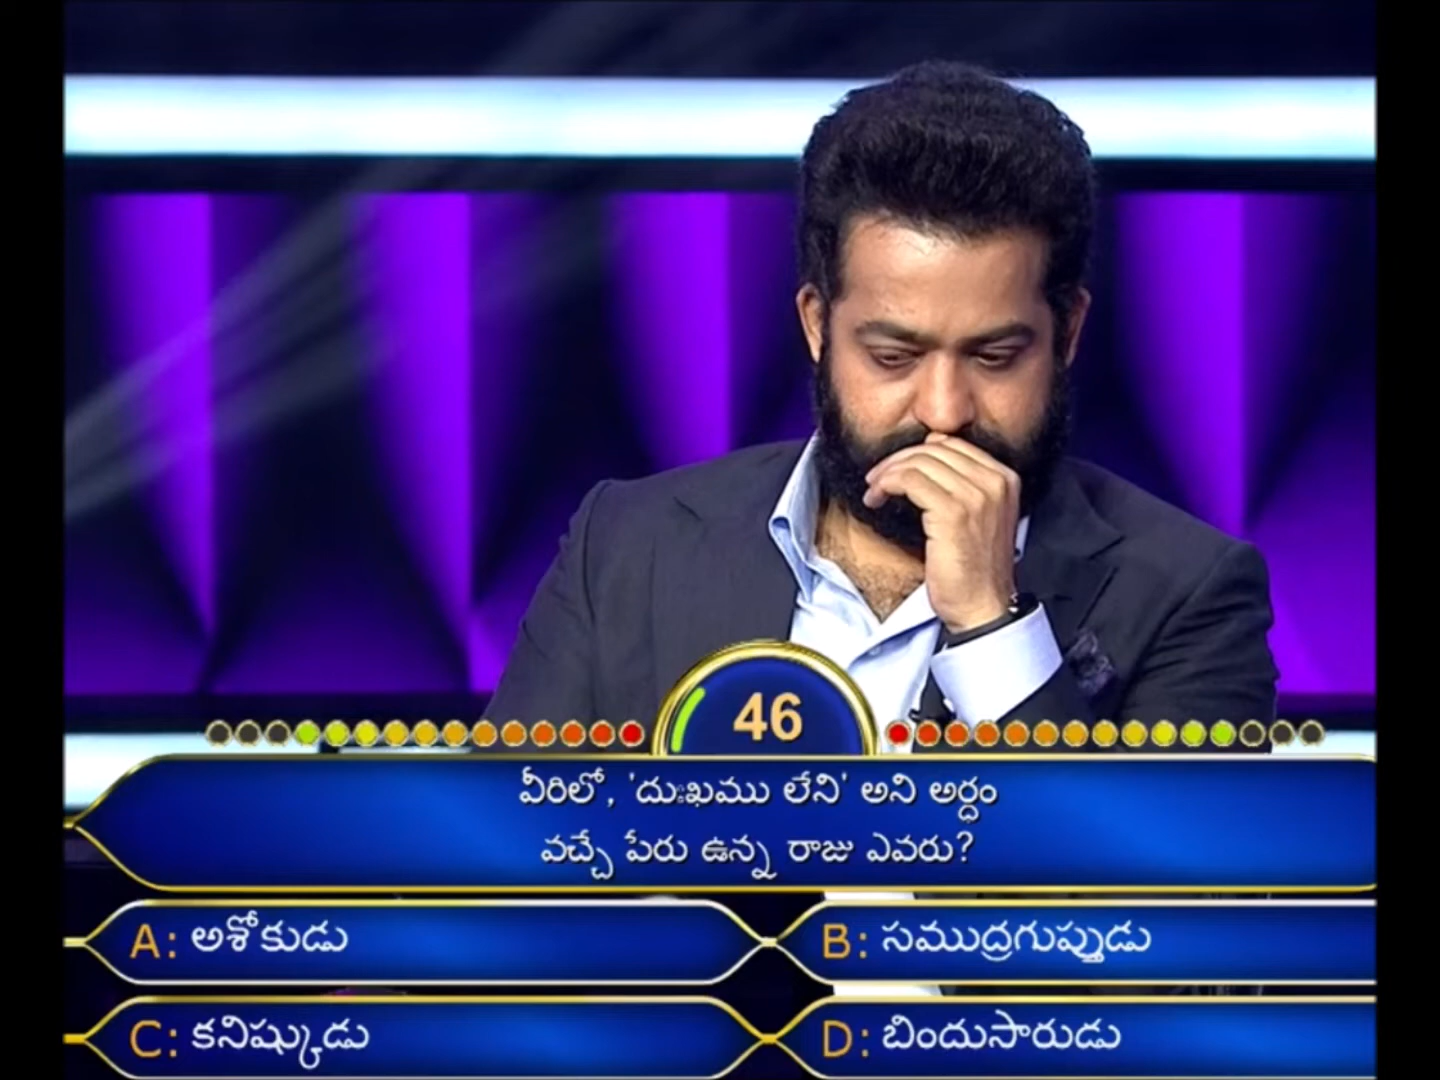 46
వీరిలో, 'దుఃఖము లేని' అని అర్థం
వచ్చే పేరు ఉన్న రాజు ఎవరు?
A: అశోకుడు
B: సముద్రగుప్తుడు
C: కనిష్కుడు
D: బిందుసారుడు